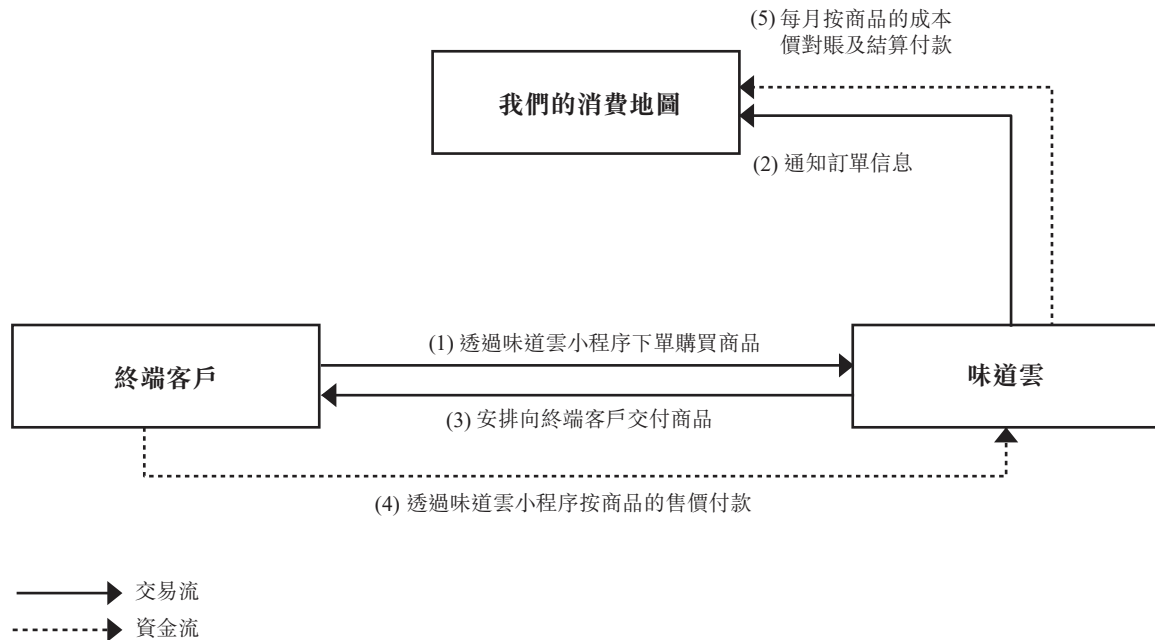 (5) 每月按商品的成本
價對賬及結算付款
我們的消費地圖
(2) 通知訂單信息
(1) 透過味道雲小程序下單購買商品
終端客戶
味道雲
(3) 安排向終端客戶交付商品
(4) 透過味道雲小程序按商品的售價付款
交易流
資金流